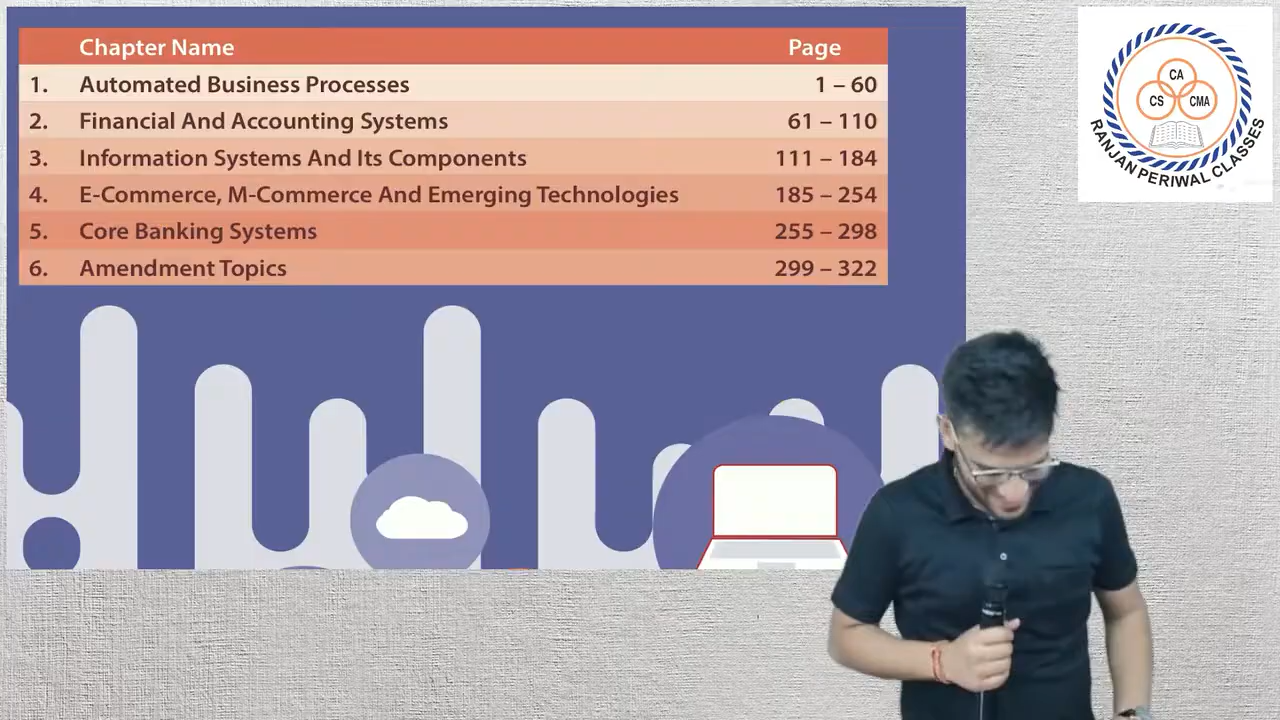 Chapter Name Page
1. Automated Business Processes 1 – 60
2. Financial And Accounting Systems 61 – 110
3. Information Systems And Its Components 111 – 184
4. E-Commerce, M-Commerce And Emerging Technologies 185 – 254
5. Core Banking Systems 255 – 298
6. Amendment Topics 299 – 322
CA
CS CMA
RANJAN PERIWAL CLASSES